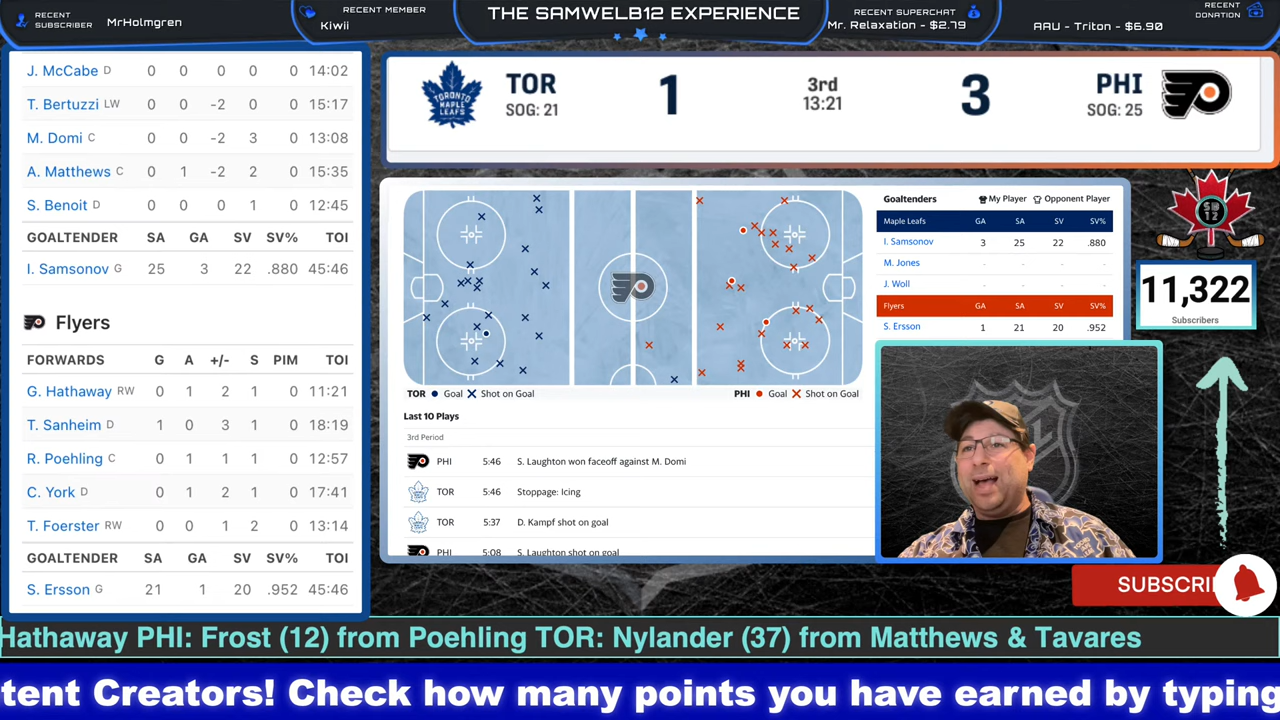 RECENT
SUBSCRIBER
MrHolmgren
RECENT MEMBER
Kiwii
THE SAMWELB12 EXPERIENCE
RECENT SUPERCHAT
Mr. Relaxation - $2.79
RECENT
DONATION
AAU - Triton - $6.90
J. McCabe D 0 0 0 0 0 14:02
T. Bertuzzi LW 0 0 -2 0 0 15:17
M. Domi C 0 0 -2 3 0 13:08
A. Matthews C 0 1 -2 2 0 15:35
S. Benoit D 0 0 0 1 0 12:45
GOALTENDER SA GA SV SV% TOI
I. Samsonov G 25 3 22 .880 45:46
Flyers
FORWARDS G A +/- S PIM TOI
G. Hathaway RW 0 1 2 1 0 11:21
T. Sanheim D 1 0 3 1 0 18:19
R. Poehling C 0 1 1 1 0 12:57
C. York D 0 1 2 1 0 17:41
T. Foerster RW 0 0 1 2 0 13:14
GOALTENDER SA GA SV SV% TOI
S. Ersson G 21 1 20 .952 45:46
TORONTO
MAPLE
LEAFS
TOR
SOG: 21
1
3rd
13:21
3
PHI
SOG: 25
TOR Goal Shot on Goal
PHI Goal Shot on Goal
Last 10 Plays
3rd Period
PHI 5:46 S. Laughton won faceoff against M. Domi
TOR 5:46 Stoppage: Icing
TOR 5:37 D. Kampf shot on goal
PHI 5:08 S. Laughton shot on goal
Goaltenders My Player Opponent Player
Maple Leafs GA SA SV SV%
I. Samsonov 3 25 22 .880
M. Jones - - - -
J. Woll - - - -
Flyers GA SA SV SV%
S. Ersson 1 21 20 .952
SB
12
11,322
Subscribers
SUBSCRI
Hathaway PHI: Frost (12) from Poehling TOR: Nylander (37) from Matthews & Tavares
tent Creators! Check how many points you have earned by typing